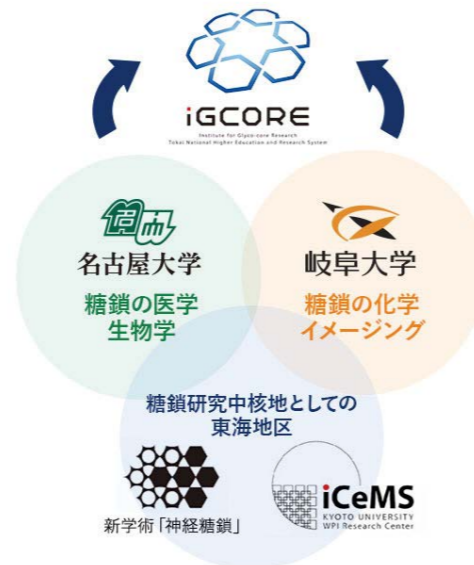 iGCORE
Institute for Glyco-core Research
Tokai National Higher Education and Research System
名古屋大学
糖鎖の医学
生物学
岐阜大学
糖鎖の化学
イメージング
糖鎖研究中核地としての
東海地区
新学術「神経糖鎖」
iCeMS
KYOTO UNIVERSITY
WPI Research Center